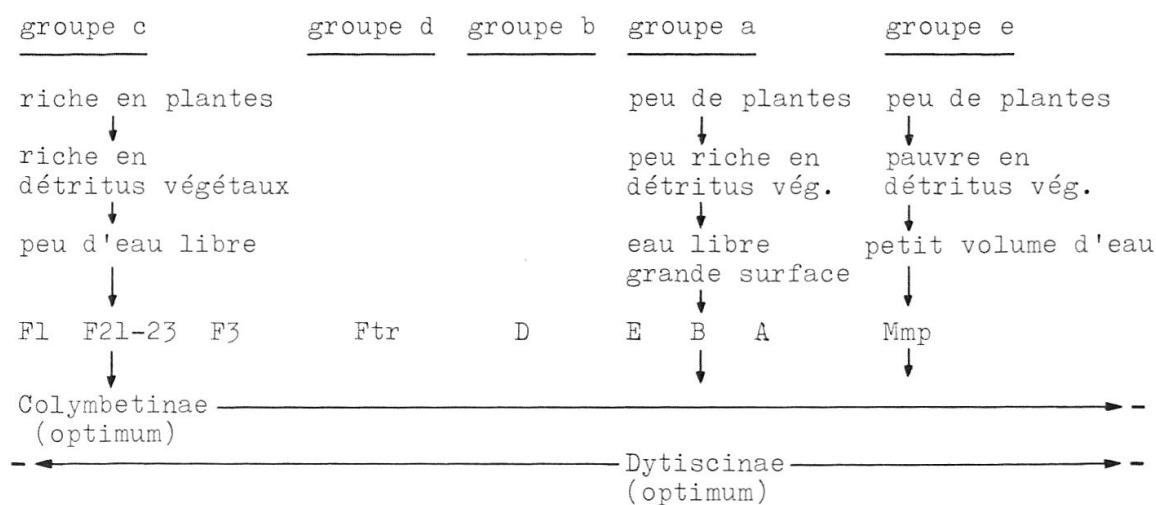 groupe c groupe d groupe b groupe a groupe e
riche en plantes peu de plantes peu de plantes
riche en peu riche en pauvre en
détritus végétaux détritus vég. détritus vég.
peu d'eau libre eau libre petit volume d'eau
grande surface
F1 F21-23 F3 Ftr D E B A Mmp
Colymbetinae -
(optimum)
- Dytiscinae -
(optimum)